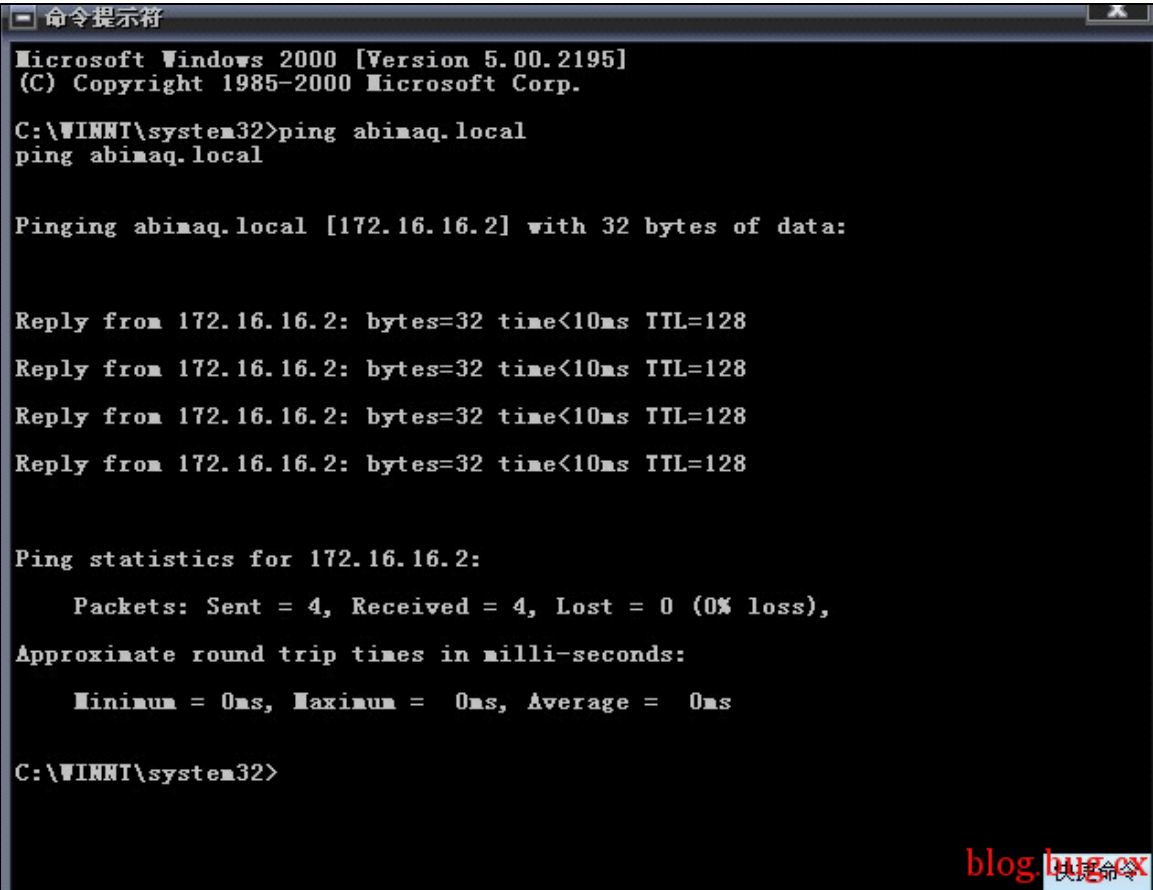 命令提示符
X
Microsoft Windows 2000 [Version 5.00.2195]
(C) Copyright 1985-2000 Microsoft Corp.
C:\WINNT\system32>ping abimaq.local
ping abimaq.local
Pinging abimaq.local [172.16.16.2] with 32 bytes of data:
Reply from 172.16.16.2: bytes=32 time<10ms TTL=128
Reply from 172.16.16.2: bytes=32 time<10ms TTL=128
Reply from 172.16.16.2: bytes=32 time<10ms TTL=128
Reply from 172.16.16.2: bytes=32 time<10ms TTL=128
Ping statistics for 172.16.16.2:
Packets: Sent = 4, Received = 4, Lost = 0 (0% loss),
Approximate round trip times in milli-seconds:
Minimum = 0ms, Maximum =  0ms, Average =  0ms
C:\WINNT\system32>
blog.bug.cx
快捷命令